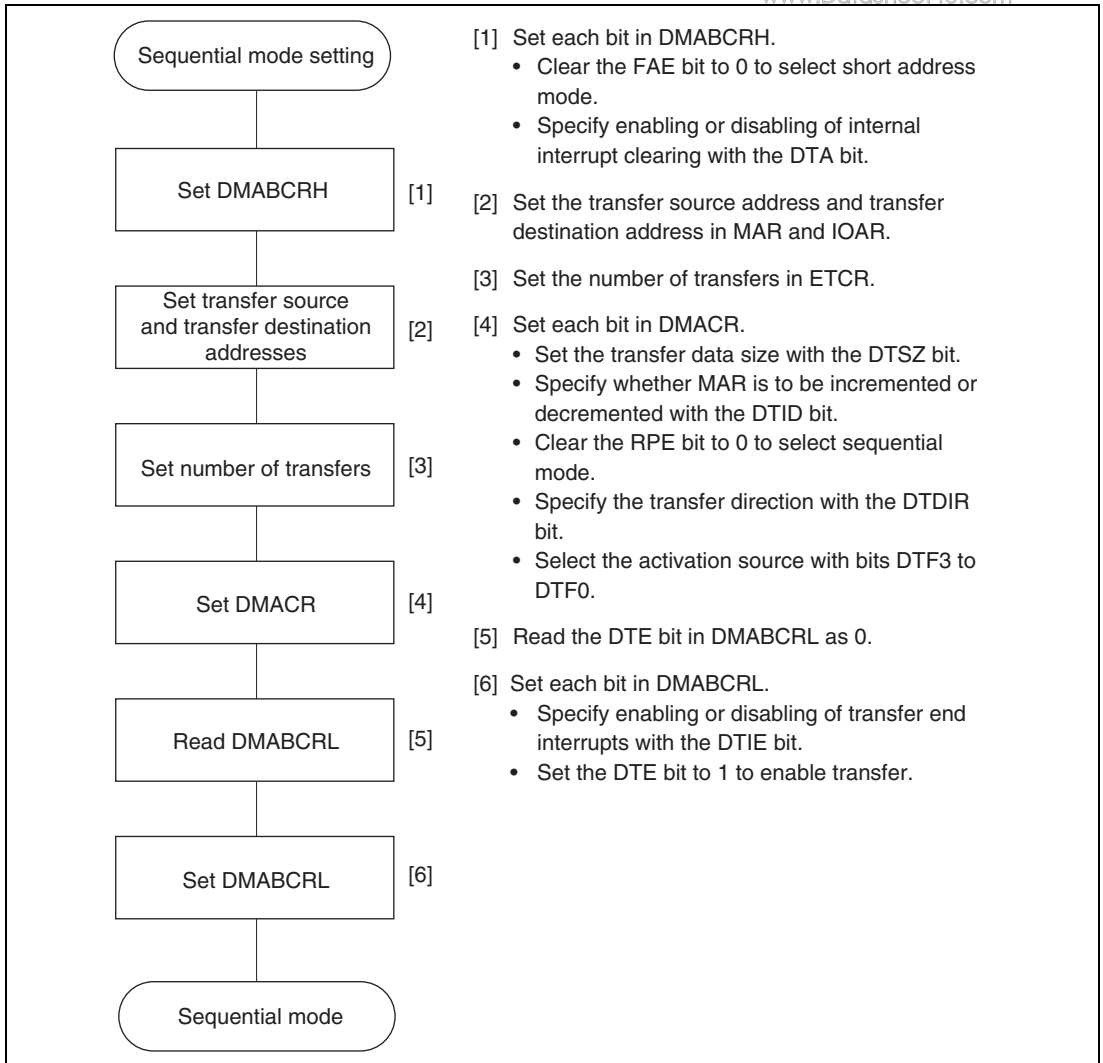 Sequential mode setting
Set DMABCRH
[1]
Set transfer source
and transfer destination
addresses
[2]
Set number of transfers
[3]
Set DMACR
[4]
Read DMABCRL
[5]
Set DMABCRL
[6]
Sequential mode
[1] Set each bit in DMABCRH.
• Clear the FAE bit to 0 to select short address
mode.
• Specify enabling or disabling of internal
interrupt clearing with the DTA bit.
[2] Set the transfer source address and transfer
destination address in MAR and IOAR.
[3] Set the number of transfers in ETCR.
[4] Set each bit in DMACR.
• Set the transfer data size with the DTSZ bit.
• Specify whether MAR is to be incremented or
decremented with the DTID bit.
• Clear the RPE bit to 0 to select sequential
mode.
• Specify the transfer direction with the DTDIR
bit.
• Select the activation source with bits DTF3 to
DTF0.
[5] Read the DTE bit in DMABCRL as 0.
[6] Set each bit in DMABCRL.
• Specify enabling or disabling of transfer end
interrupts with the DTIE bit.
• Set the DTE bit to 1 to enable transfer.